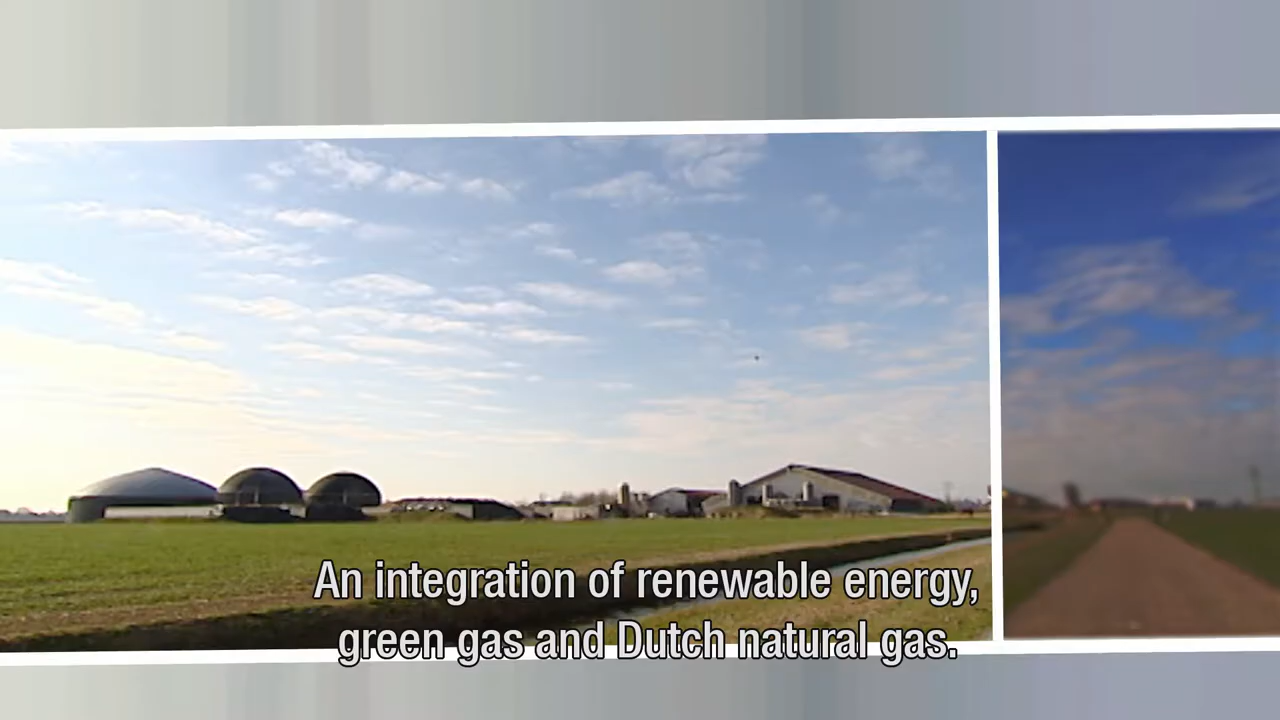 An integration of renewable energy,
green gas and Dutch natural gas.